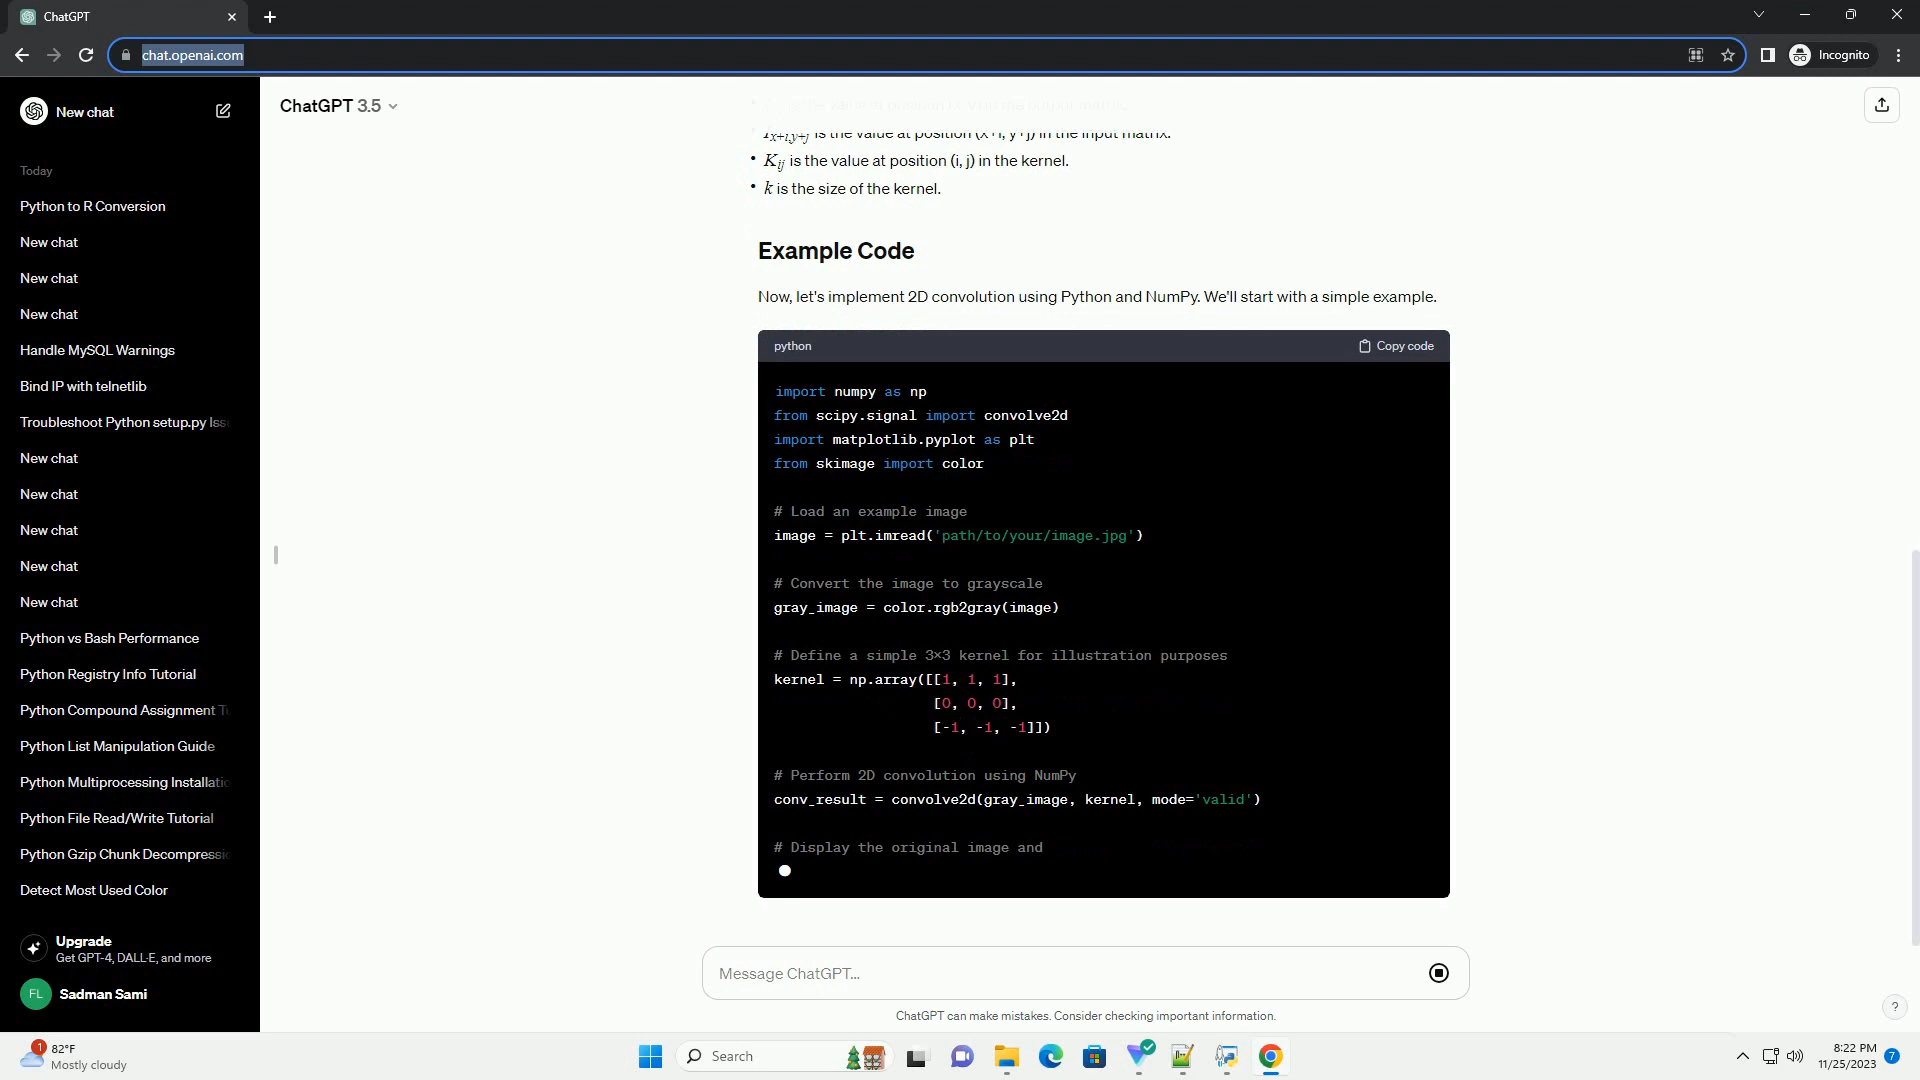 ChatGPT
chat.openai.com
Incognito
New chat
ChatGPT 3.5
Today
Python to R Conversion
New chat
New chat
New chat
Handle MySQL Warnings
Bind IP with telnetlib
Troubleshoot Python setup.py Iss
New chat
New chat
New chat
New chat
New chat
Python vs Bash Performance
Python Registry Info Tutorial
Python Compound Assignment T
Python List Manipulation Guide
Python Multiprocessing Installatio
Python File Read/Write Tutorial
Python Gzip Chunk Decompressio
Detect Most Used Color
Upgrade
Get GPT-4, DALL·E, and more
FL
Sadman Sami
is the value at position (x+i, y+j) in the input matrix.
• Kij is the value at position (i, j) in the kernel.
• k is the size of the kernel.
Example Code
Now, let's implement 2D convolution using Python and NumPy. We'll start with a simple example.
python
Copy code
import numpy as np
from scipy.signal import convolve2d
import matplotlib.pyplot as plt
from skimage import color
# Load an example image
image = plt.imread('path/to/your/image.jpg')
# Convert the image to grayscale
gray_image = color.rgb2gray(image)
# Define a simple 3×3 kernel for illustration purposes
kernel = np.array([[1, 1, 1],
[0, 0, 0],
[-1, -1, -1]])
# Perform 2D convolution using NumPy
conv_result = convolve2d(gray_image, kernel, mode='valid')
# Display the original image and
Message ChatGPT...
ChatGPT can make mistakes. Consider checking important information.
?
1
82°F
Mostly cloudy
Search
8:22 PM
11/25/2023
7